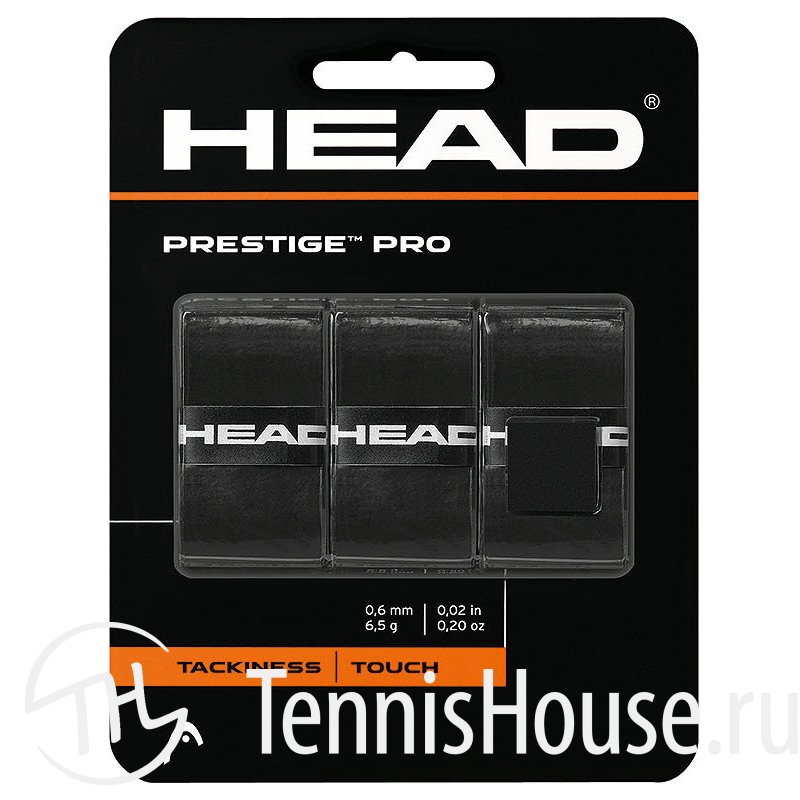 HEAD®
PRESTIGE™ PRO
HEAD HEAD
0,6 mm | 0,02 in
6,5 g | 0,20 oz
TACKINESS | TOUCH
TennisHouse.ru